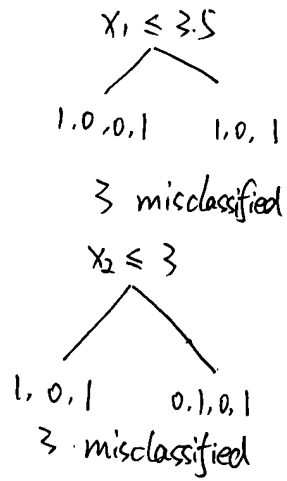 x₁ ≤ 3.5
1,0,0,1 1,0,1
3 misclassified
x₂ ≤ 3
1,0,1 0,1,0,1
3 misclassified